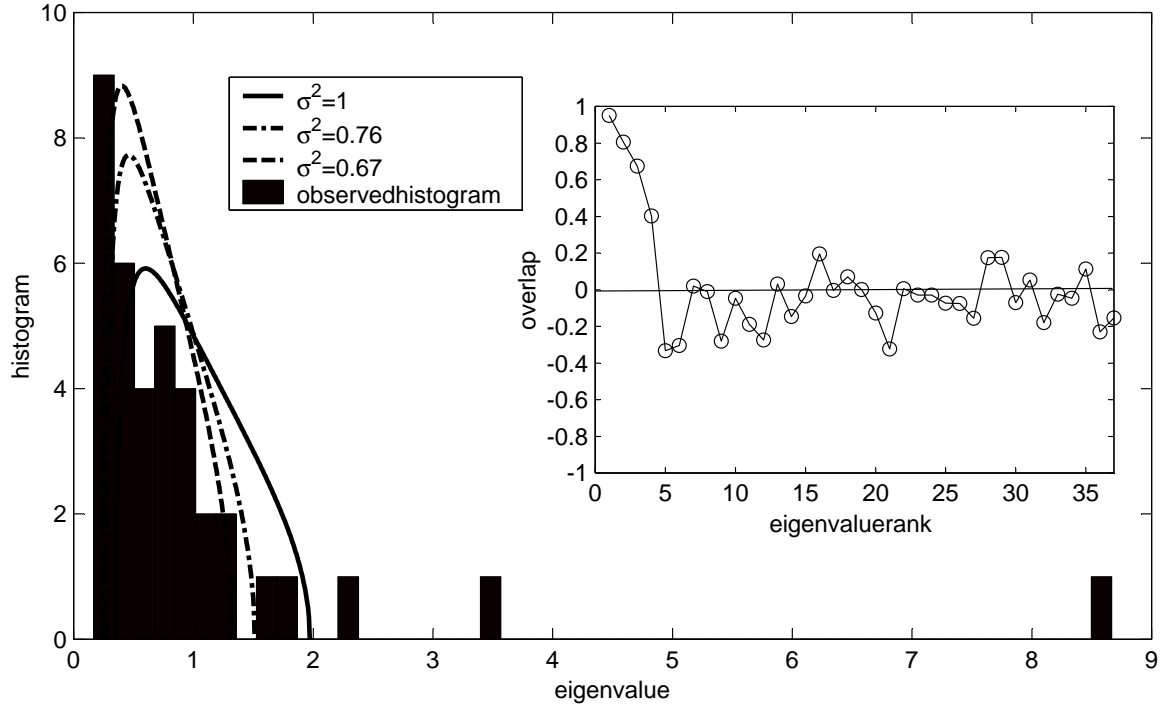 10
8
6
4
2
0
histogram
0 1 2 3 4 5 6 7 8 9
eigenvalue
σ²=1
σ²=0.76
σ²=0.67
observedhistogram
1
0.8
0.6
0.4
0.2
0
-0.2
-0.4
-0.6
-0.8
-1
overlap
0 5 10 15 20 25 30 35
eigenvaluerank